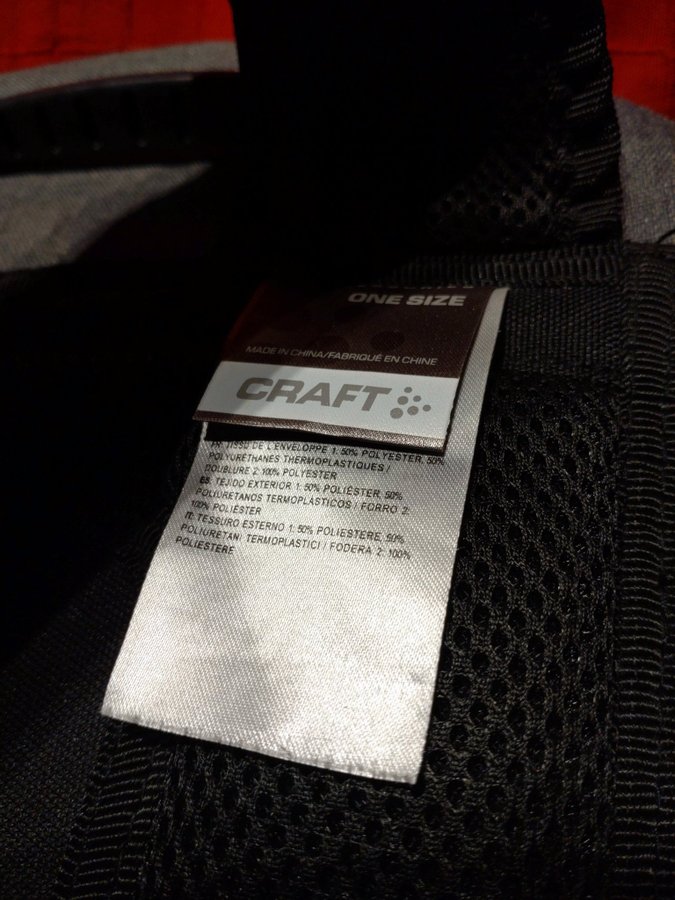 ONE SIZE
MADE IN CHINA/FABRIQUÉ EN CHINE
CRAFT
FR: TISSU DE L'ENVELOPPE 1: 50% POLYESTER, 50%
POLYURÉTHANES THERMOPLASTIQUES /
DOUBLURE 2: 100% POLYESTER
ES: TEJIDO EXTERIOR 1: 50% POLIÉSTER, 50%
POLIURETANOS TERMOPLÁSTICOS / FORRO 2:
100% POLIÉSTER
IT: TESSURO ESTERNO 1: 50% POLIESTERE, 50%
POLIURETANI TERMOPLASTICI / FODERA 2: 100%
POLIESTERE